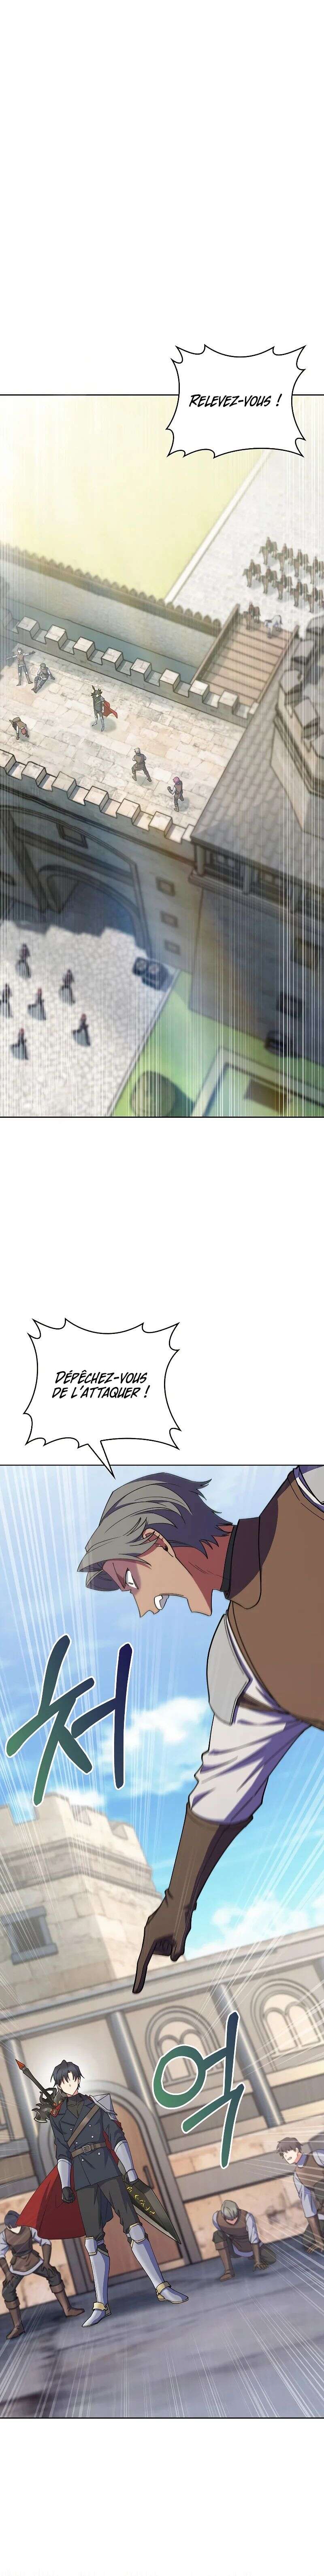 Relevez-vous !
Dépêchez-vous
de l'attaquer !
처
억